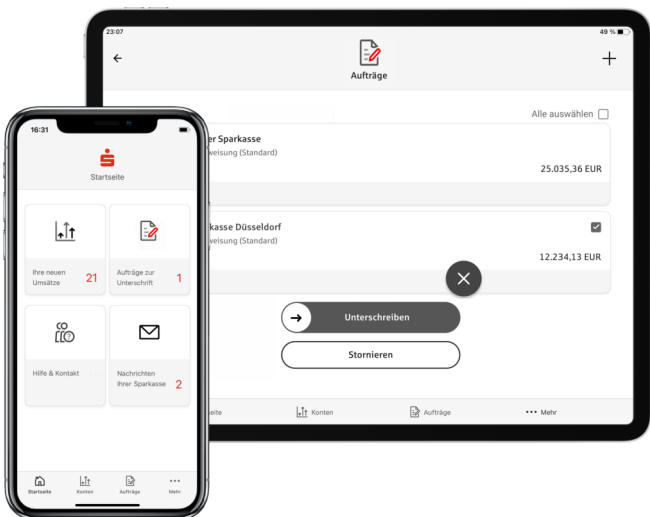 23:07
49 %
Aufträge
Alle auswählen
er Sparkasse
weisung (Standard)
25.035,36 EUR
kasse Düsseldorf
weisung (Standard)
12.234,13 EUR
Unterschreiben
Stornieren
eite
Konten
Aufträge
Mehr
16:31
Startseite
Ihre neuen
Umsätze
21
Aufträge zur
Unterschrift
1
Hilfe & Kontakt
Nachrichten
Ihrer Sparkasse
2
Startseite
Konten
Aufträge
Mehr